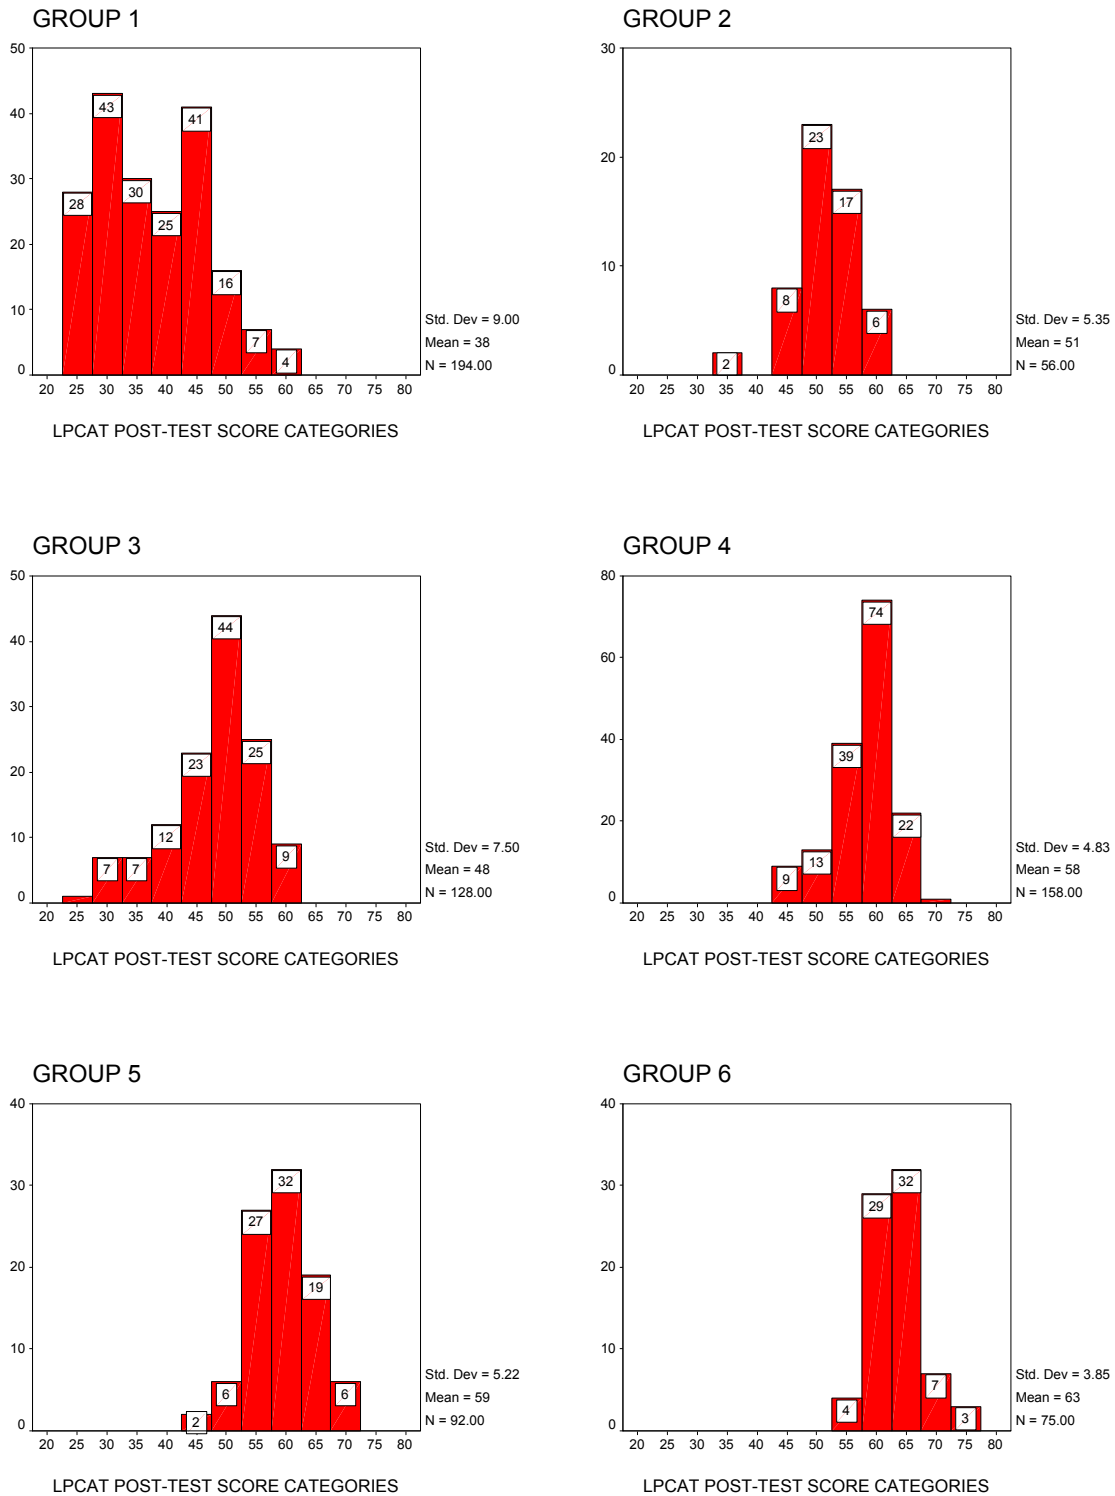 GROUP 1
50
40
30
20
10
0
43
41
28
30
25
16
7
4
Std. Dev = 9.00
Mean = 38
N = 194.00
20 25 30 35 40 45 50 55 60 65 70 75 80
LPCAT POST-TEST SCORE CATEGORIES
GROUP 2
30
20
10
0
23
17
8
6
2
Std. Dev = 5.35
Mean = 51
N = 56.00
20 25 30 35 40 45 50 55 60 65 70 75 80
LPCAT POST-TEST SCORE CATEGORIES
GROUP 3
50
40
30
20
10
0
44
23
25
12
7
7
9
Std. Dev = 7.50
Mean = 48
N = 128.00
20 25 30 35 40 45 50 55 60 65 70 75 80
LPCAT POST-TEST SCORE CATEGORIES
GROUP 4
80
60
40
20
0
74
39
22
13
9
Std. Dev = 4.83
Mean = 58
N = 158.00
20 25 30 35 40 45 50 55 60 65 70 75 80
LPCAT POST-TEST SCORE CATEGORIES
GROUP 5
40
30
20
10
0
32
27
19
6
6
2
Std. Dev = 5.22
Mean = 59
N = 92.00
20 25 30 35 40 45 50 55 60 65 70 75 80
LPCAT POST-TEST SCORE CATEGORIES
GROUP 6
40
30
20
10
0
32
29
7
4
3
Std. Dev = 3.85
Mean = 63
N = 75.00
20 25 30 35 40 45 50 55 60 65 70 75 80
LPCAT POST-TEST SCORE CATEGORIES